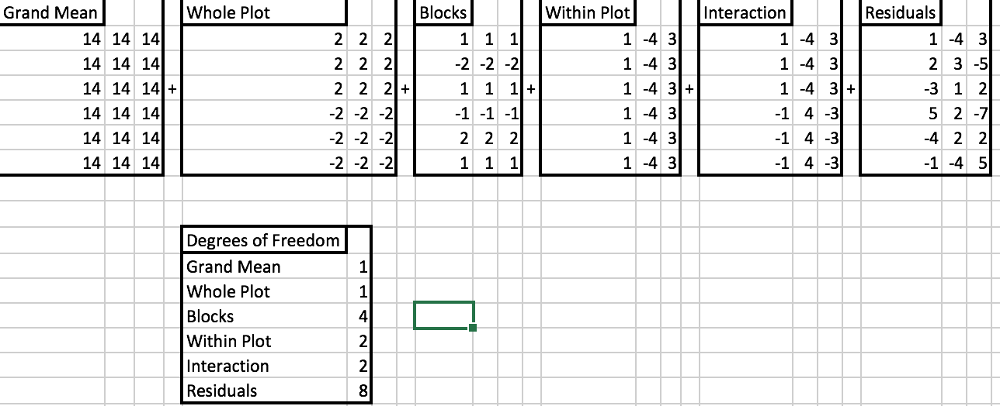 Grand Mean Whole Plot Blocks Within Plot Interaction Residuals
14 14 14 2 2 2 1 1 1 1 -4 3 1 -4 3 1 -4 3
14 14 14 2 2 2 -2 -2 -2 1 -4 3 1 -4 3 2 3 -5
14 14 14 + 2 2 2 + 1 1 1 + 1 -4 3 + 1 -4 3 + -3 1 2
14 14 14 -2 -2 -2 -1 -1 -1 1 -4 3 -1 4 -3 5 2 -7
14 14 14 -2 -2 -2 2 2 2 1 -4 3 -1 4 -3 -4 2 2
14 14 14 -2 -2 -2 1 1 1 1 -4 3 -1 4 -3 -1 -4 5
Degrees of Freedom
Grand Mean 1
Whole Plot 1
Blocks 4
Within Plot 2
Interaction 2
Residuals 8